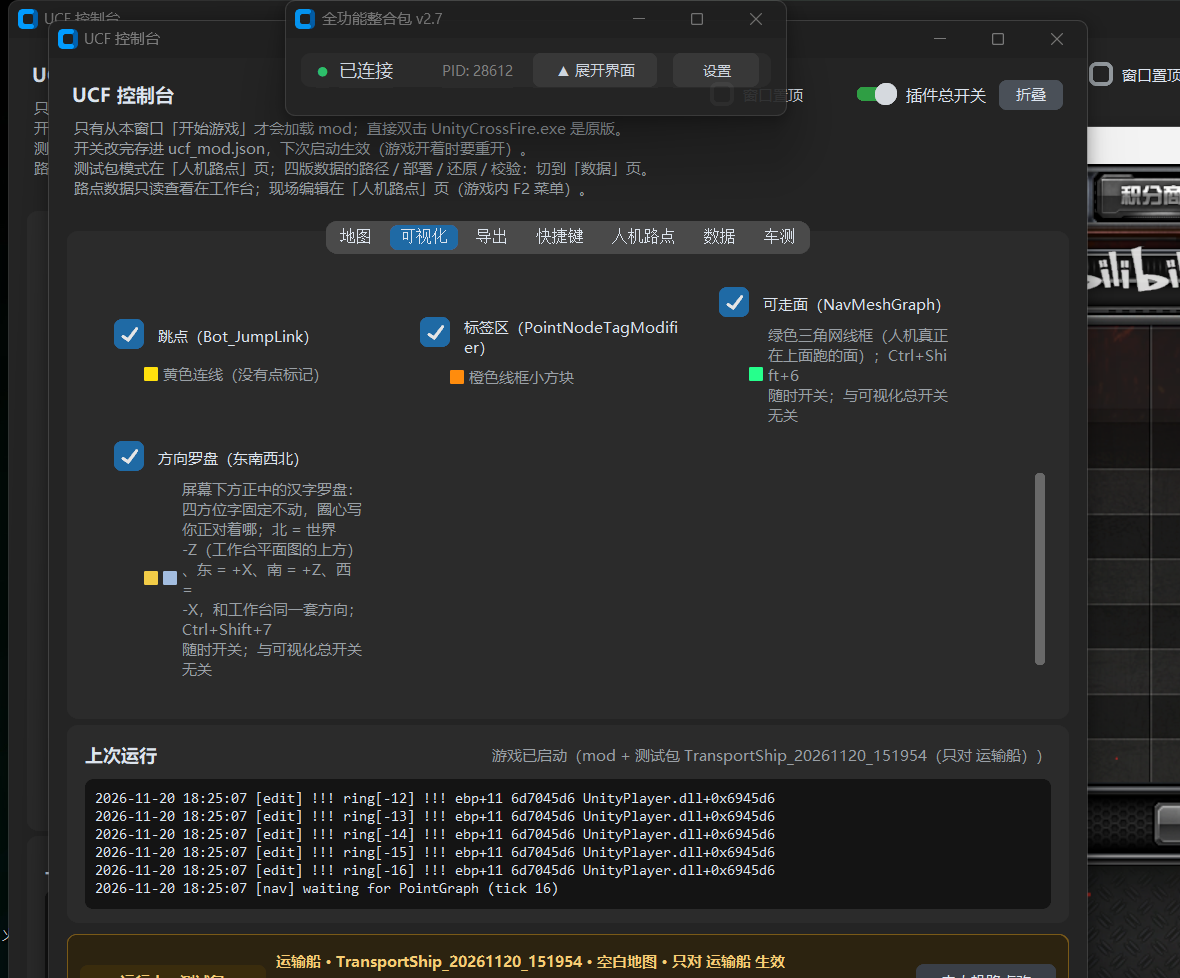 UCF 控制台
全功能整合包 v2.7
UCF 控制台
已连接
PID: 28612
▲ 展开界面
设置
窗口置顶
窗口置顶
UCF 控制台
插件总开关
折叠
只有从本窗口「开始游戏」才会加载 mod；直接双击 UnityCrossFire.exe 是原版。
开关改完存进 ucf_mod.json，下次启动生效（游戏开着时要重开）。
测试包模式在「人机路点」页；四版数据的路径 / 部署 / 还原 / 校验：切到「数据」页。
路点数据只读查看在工作台；现场编辑在「人机路点」页（游戏内 F2 菜单）。
只
开
测
路
积分商
bilibil
地图
可视化
导出
快捷键
人机路点
数据
车测
跳点（Bot_JumpLink）
黄色连线（没有点标记）
标签区（PointNodeTagModifi
er）
橙色线框小方块
可走面（NavMeshGraph）
绿色三角网线框（人机真正
在上面跑的面）；Ctrl+Shi
ft+6
随时开关；与可视化总开关
无关
方向罗盘（东南西北）
屏幕下方正中的汉字罗盘：
四方位字固定不动，圈心写
你正对着哪；北 = 世界
-Z（工作台平面图的上方）
、东 = +X、南 = +Z、西
=
-X，和工作台同一套方向；
Ctrl+Shift+7
随时开关；与可视化总开关
无关
上次运行
游戏已启动（mod + 测试包 TransportShip_20261120_151954（只对 运输船））
2026-11-20 18:25:07 [edit] !!! ring[-12] !!! ebp+11 6d7045d6 UnityPlayer.dll+0x6945d6
2026-11-20 18:25:07 [edit] !!! ring[-13] !!! ebp+11 6d7045d6 UnityPlayer.dll+0x6945d6
2026-11-20 18:25:07 [edit] !!! ring[-14] !!! ebp+11 6d7045d6 UnityPlayer.dll+0x6945d6
2026-11-20 18:25:07 [edit] !!! ring[-15] !!! ebp+11 6d7045d6 UnityPlayer.dll+0x6945d6
2026-11-20 18:25:07 [edit] !!! ring[-16] !!! ebp+11 6d7045d6 UnityPlayer.dll+0x6945d6
2026-11-20 18:25:07 [nav] waiting for PointGraph (tick 16)
运输船 • TransportShip_20261120_151954 • 空白地图 • 只对 运输船 生效